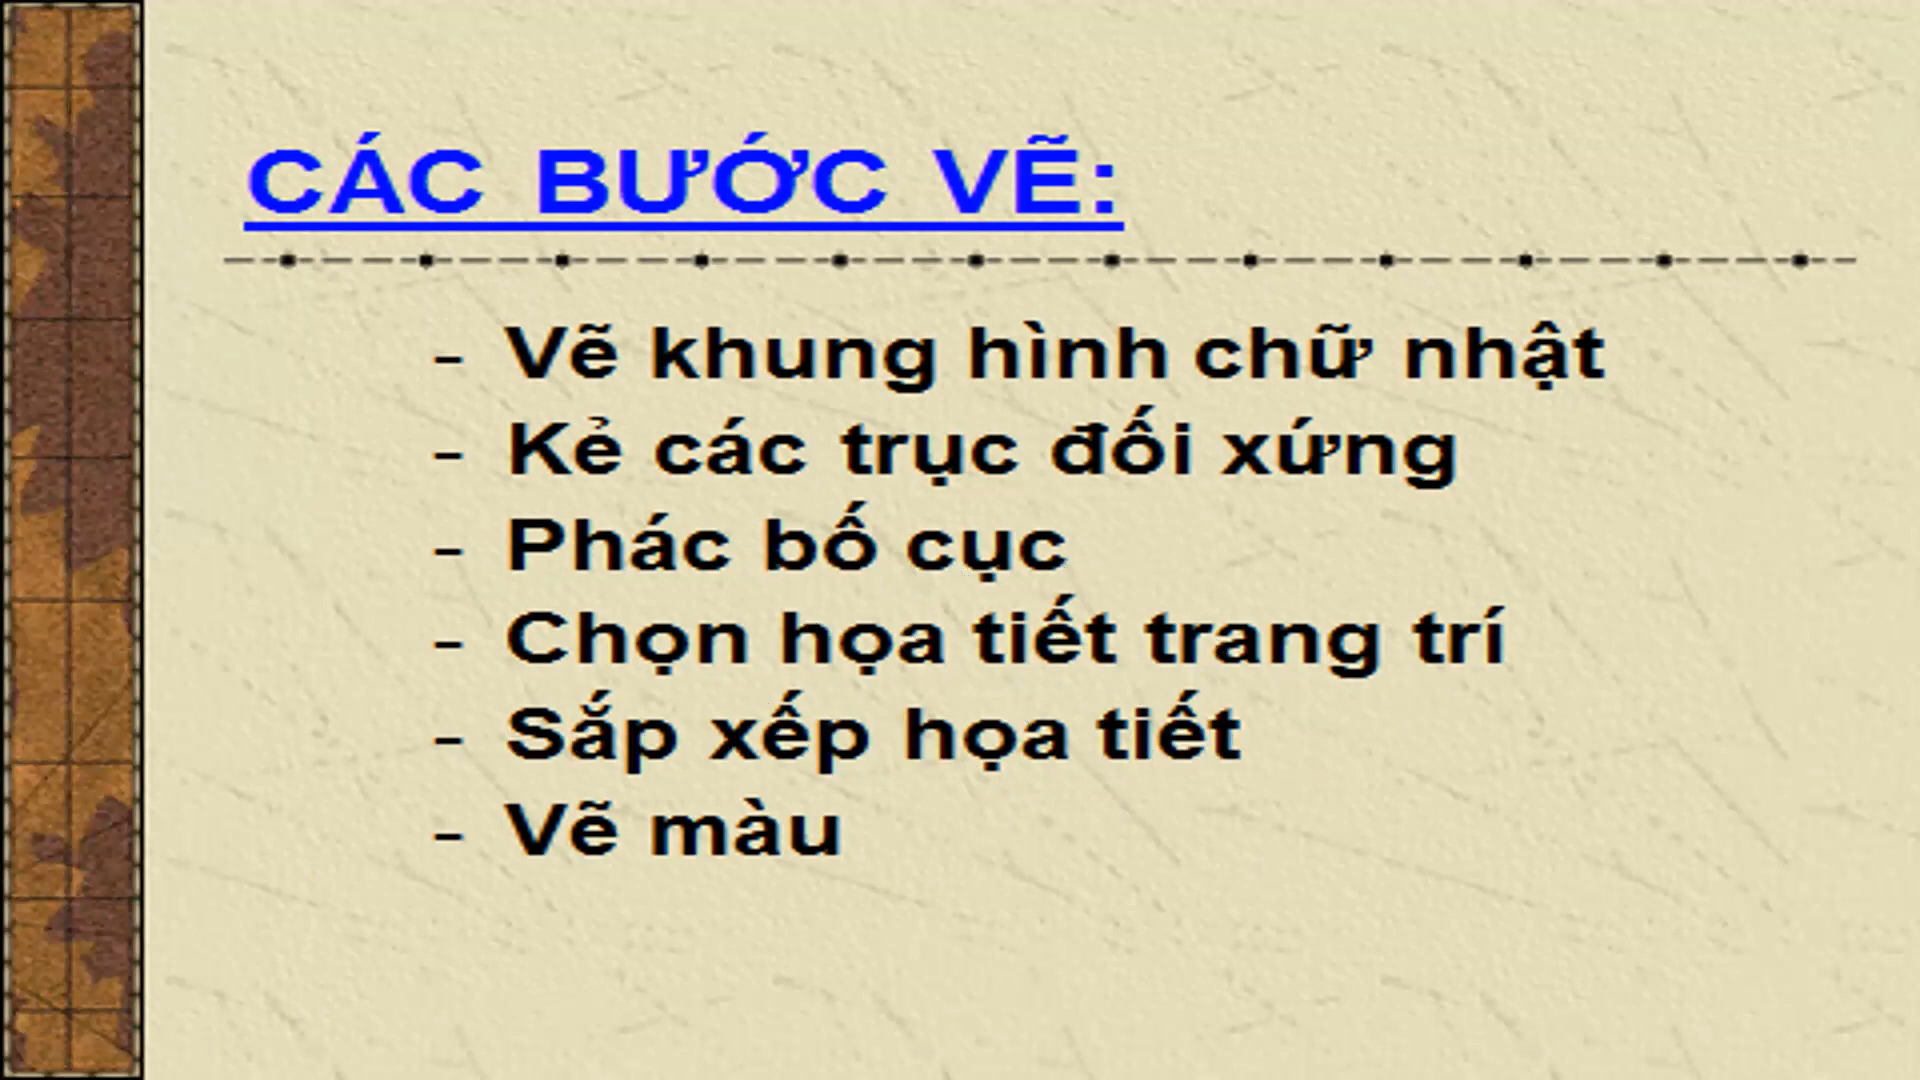 CÁC BƯỚC VẼ:
- Vẽ khung hình chữ nhật
- Kẻ các trục đối xứng
- Phác bố cục
- Chọn họa tiết trang trí
- Sắp xếp họa tiết
- Vẽ màu